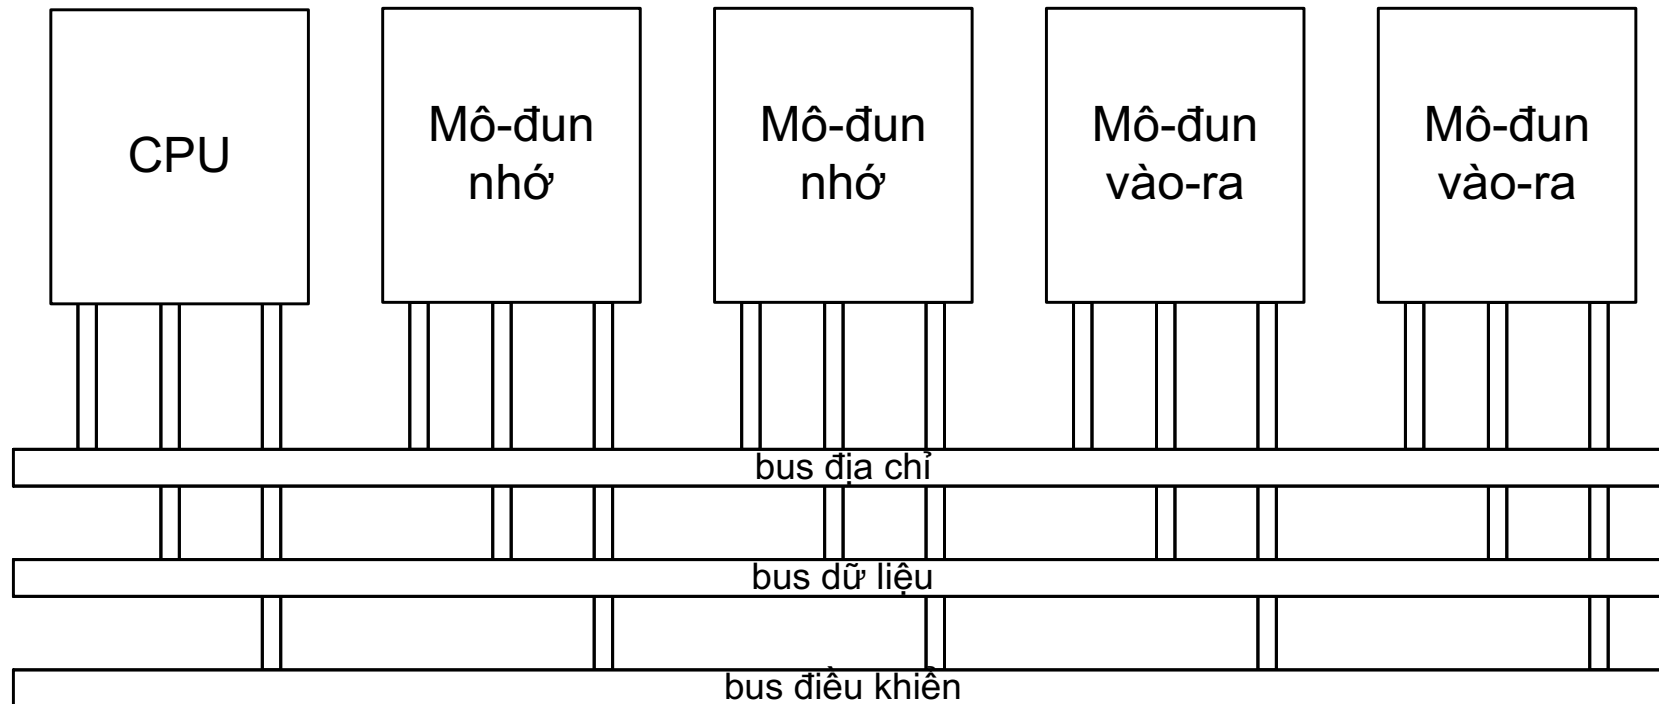 CPU
Mô-đun
nhớ
Mô-đun
nhớ
Mô-đun
vào-ra
Mô-đun
vào-ra
bus địa chỉ
bus dữ liệu
bus điều khiển